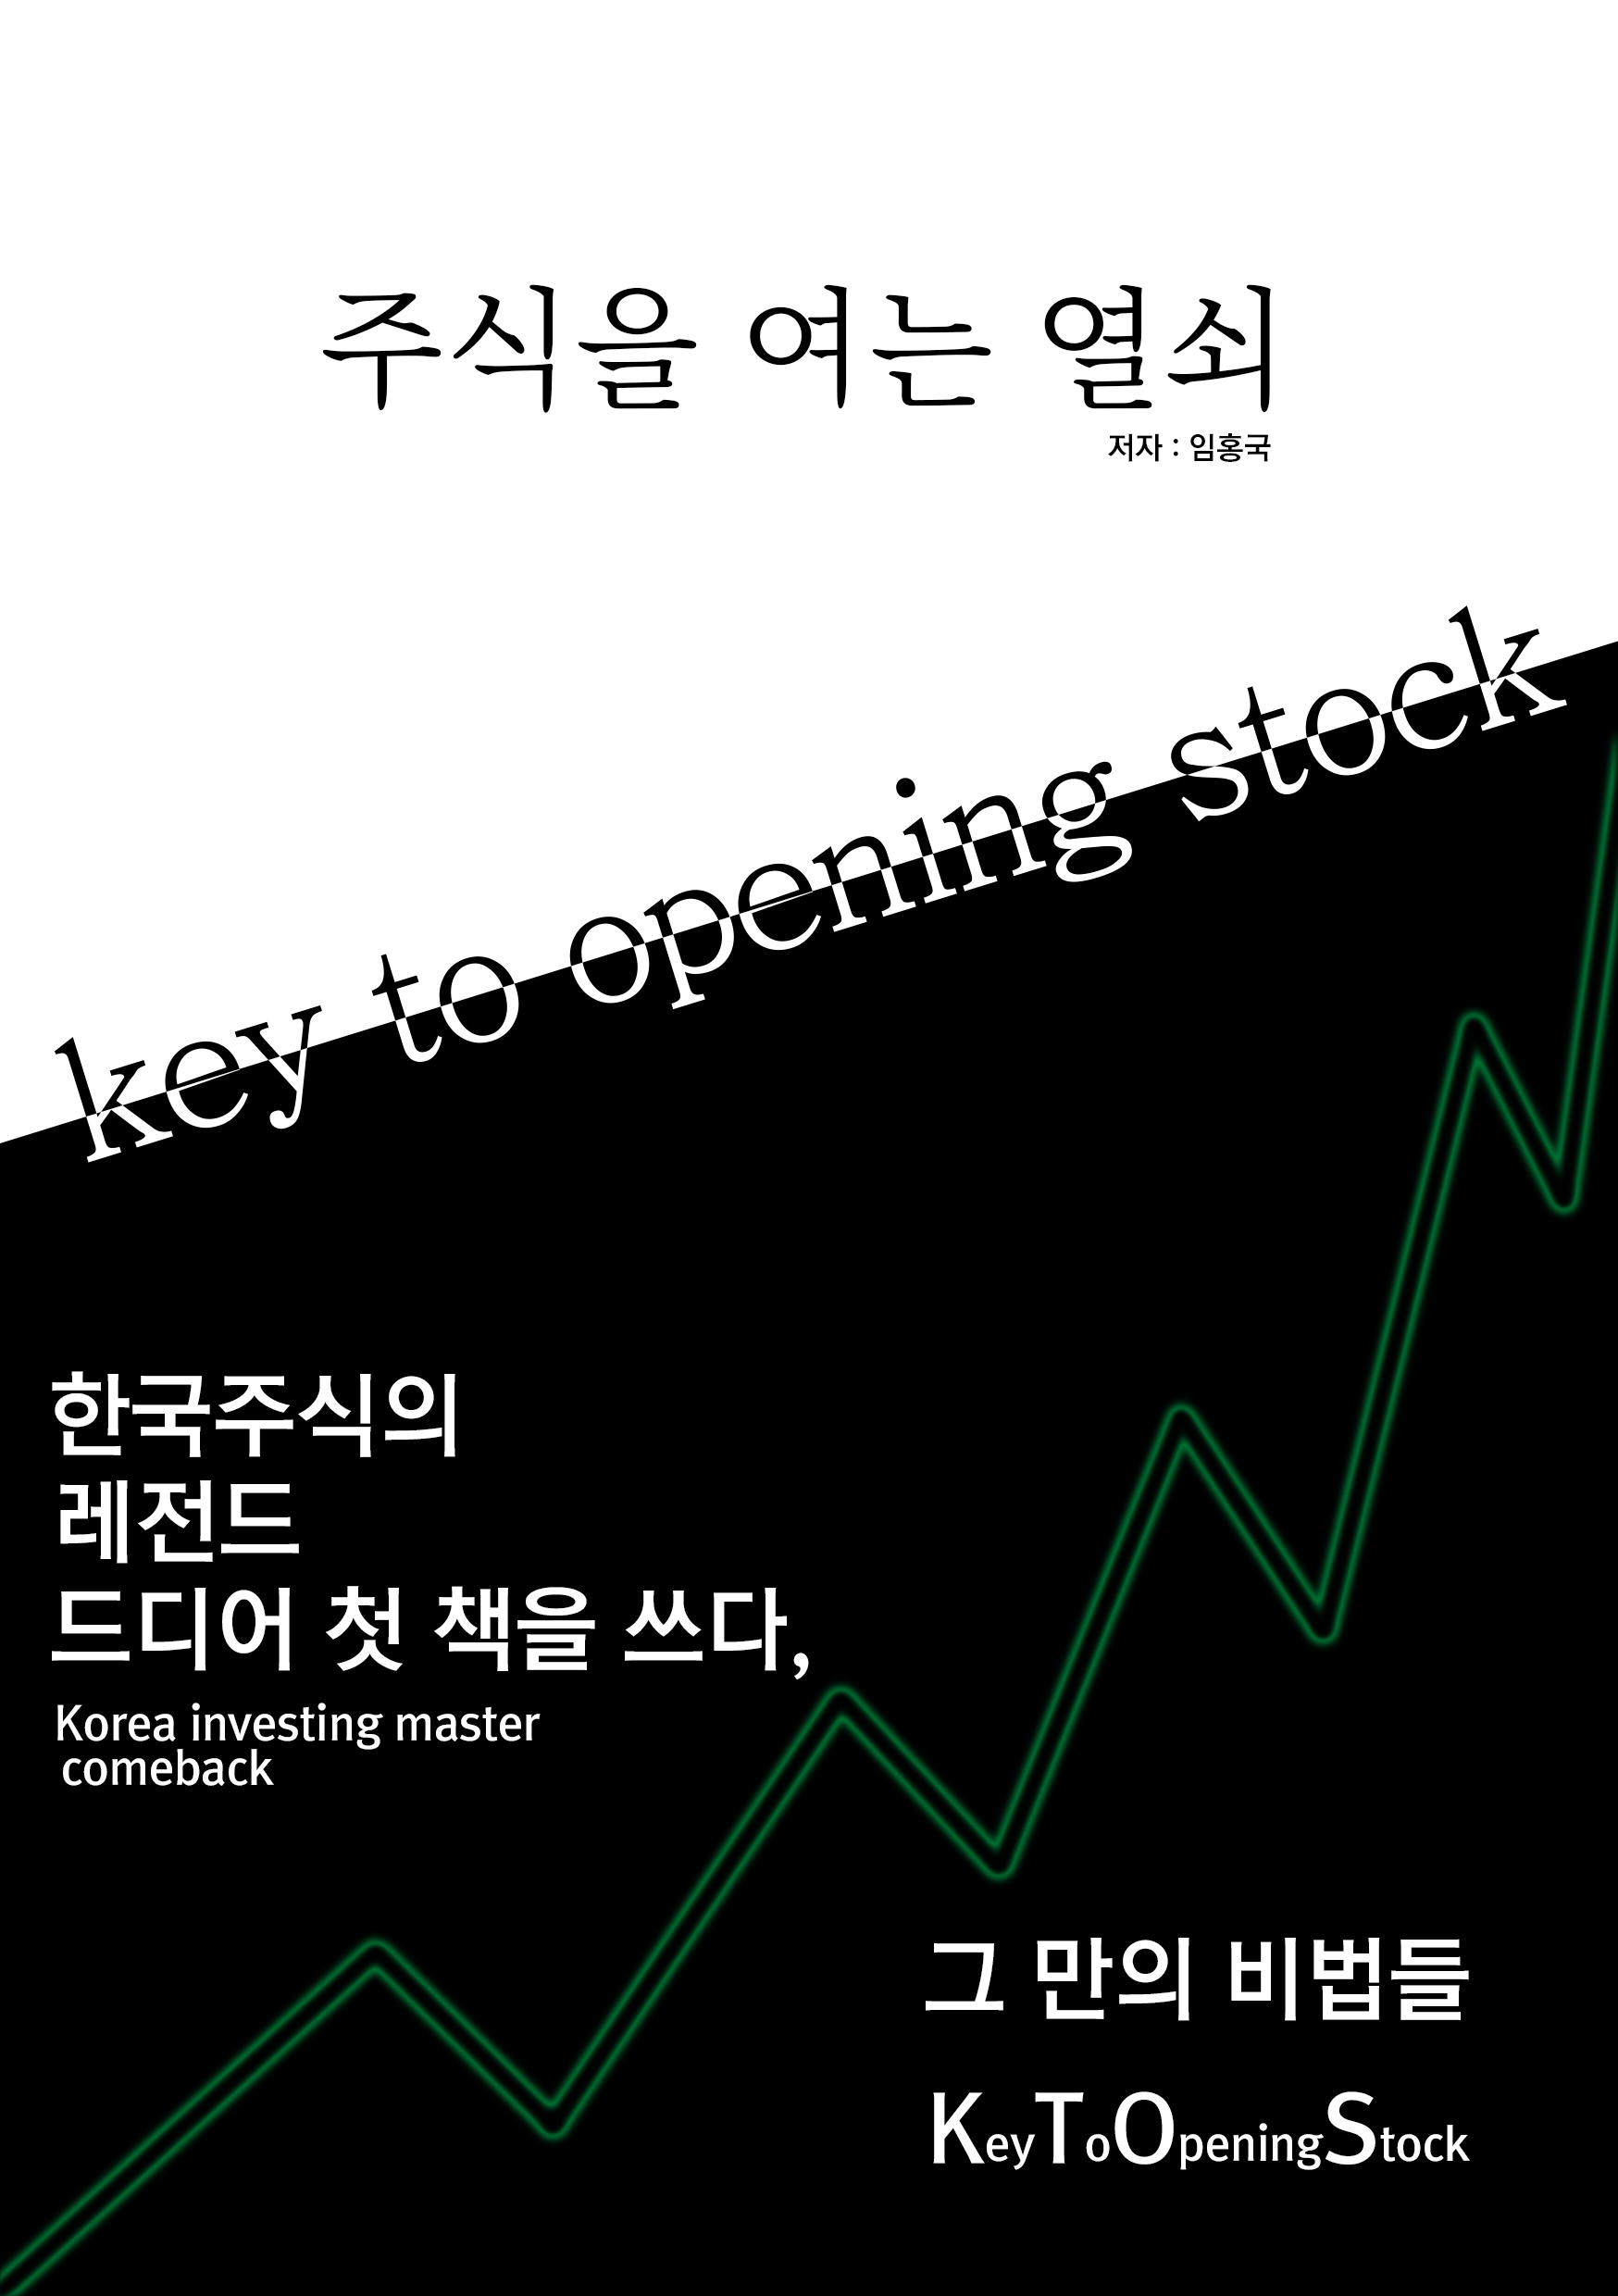 주식을 여는 열쇠
저자 : 임홍국
key to opening stock
한국주식의
레전드
드디어 첫 책을 쓰다,
Korea investing master
comeback
그 만의 비법들
KeyToOpeningStock